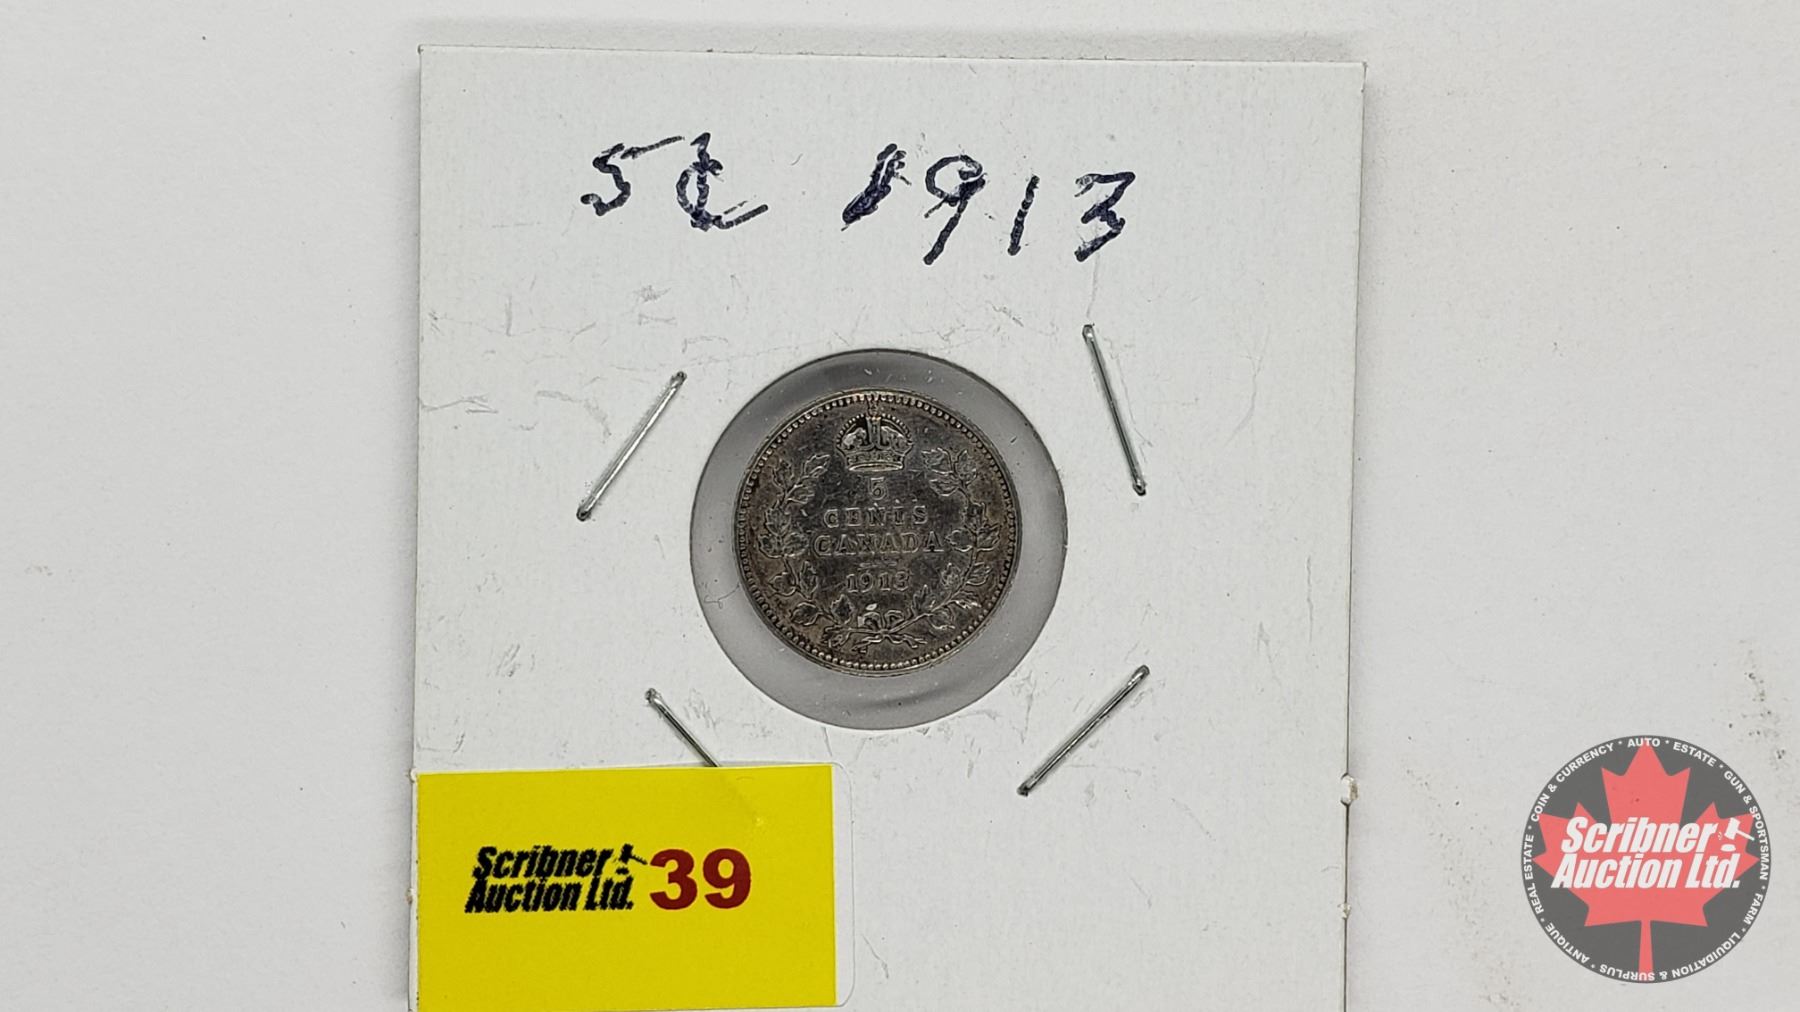 5¢ 1913
5
CENTS
CANADA
1913
Scribner
Auction Ltd. 39
COIN & CURRENCY * AUTO * ESTATE * GUN & SPORTSMAN * FARM * LIQUIDATION & SURPLUS * ANTIQUE * REAL ESTATE *
Scribner
Auction Ltd.